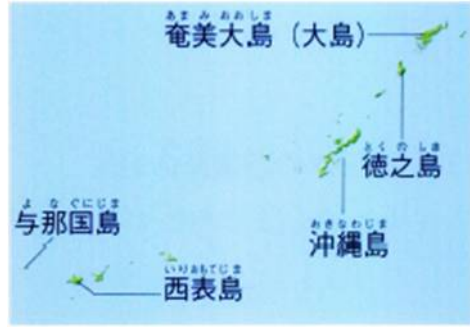 あまみおおしま
奄美大島（大島）
とくのしま
徳之島
おきなわじま
沖縄島
よなぐにじま
与那国島
いりおもてじま
西表島